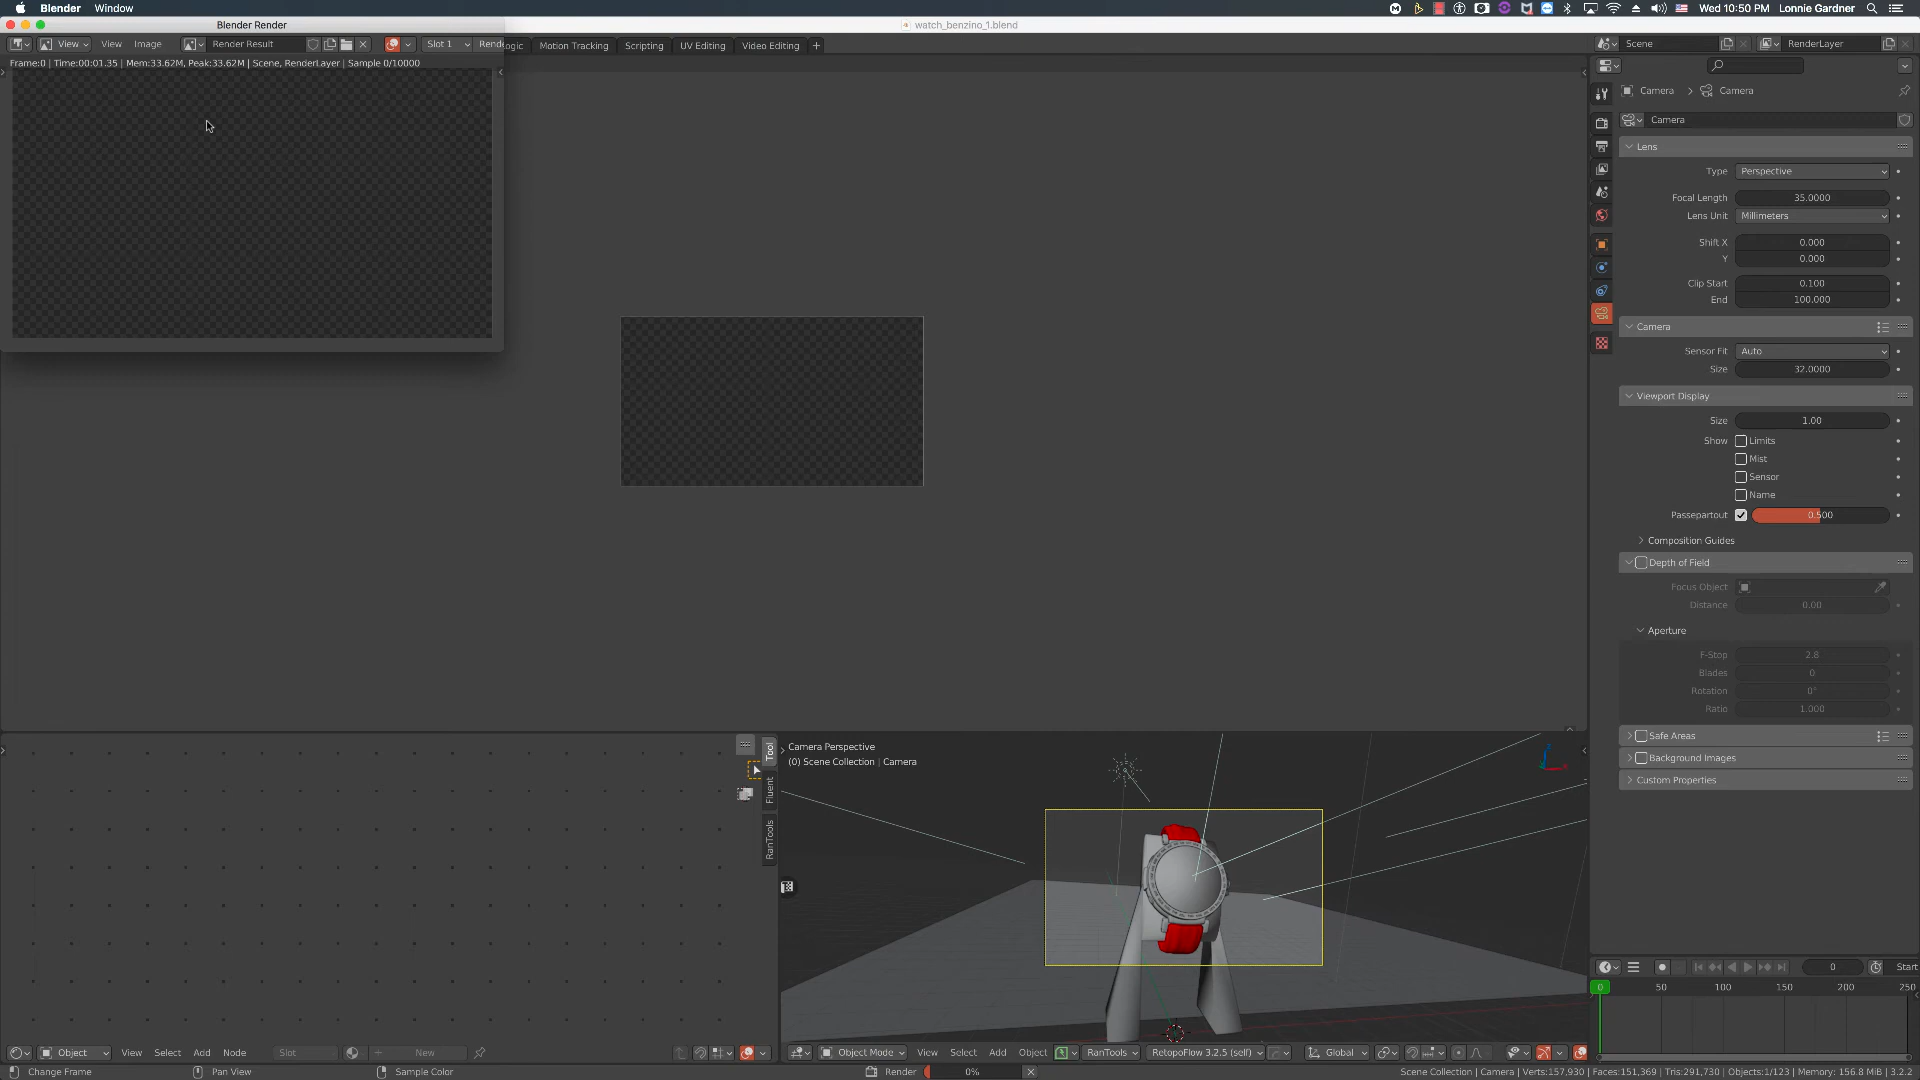 Blender Window Wed 10:50 PM Lonnie Gardner
Blender Render
watch_benzino_1.blend
View View Image Render Result Slot 1 Rende
ogic Motion Tracking Scripting UV Editing Video Editing +
Scene RenderLayer
Frame:0 | Time:00:01.35 | Mem:33.62M, Peak:33.62M | Scene, RenderLayer | Sample 0/10000
Camera > Camera
Camera
Lens
Type Perspective
Focal Length 35.0000
Lens Unit Millimeters
Shift X 0.000
Y 0.000
Clip Start 0.100
End 100.000
Camera
Sensor Fit Auto
Size 32.0000
Viewport Display
Size 1.00
Show Limits
Mist
Sensor
Name
Passepartout 0.500
Composition Guides
Depth of Field
Focus Object
Distance 0.00
Aperture
F-Stop 2.8
Blades 0
Rotation 0°
Ratio 1.000
Safe Areas
Background Images
Custom Properties
Tool
Fluent
RanTools
Camera Perspective
(0) Scene Collection | Camera
0 Start
0 50 100 150 200 250
Object View Select Add Node Slot + New
Object Mode View Select Add Object RanTools RetopoFlow 3.2.5 (self) Global
Change Frame Pan View Sample Color
Render 0%
Scene Collection | Camera | Verts:157,930 | Faces:151,369 | Tris:291,730 | Objects:1/123 | Memory: 156.8 MiB | 3.2.2